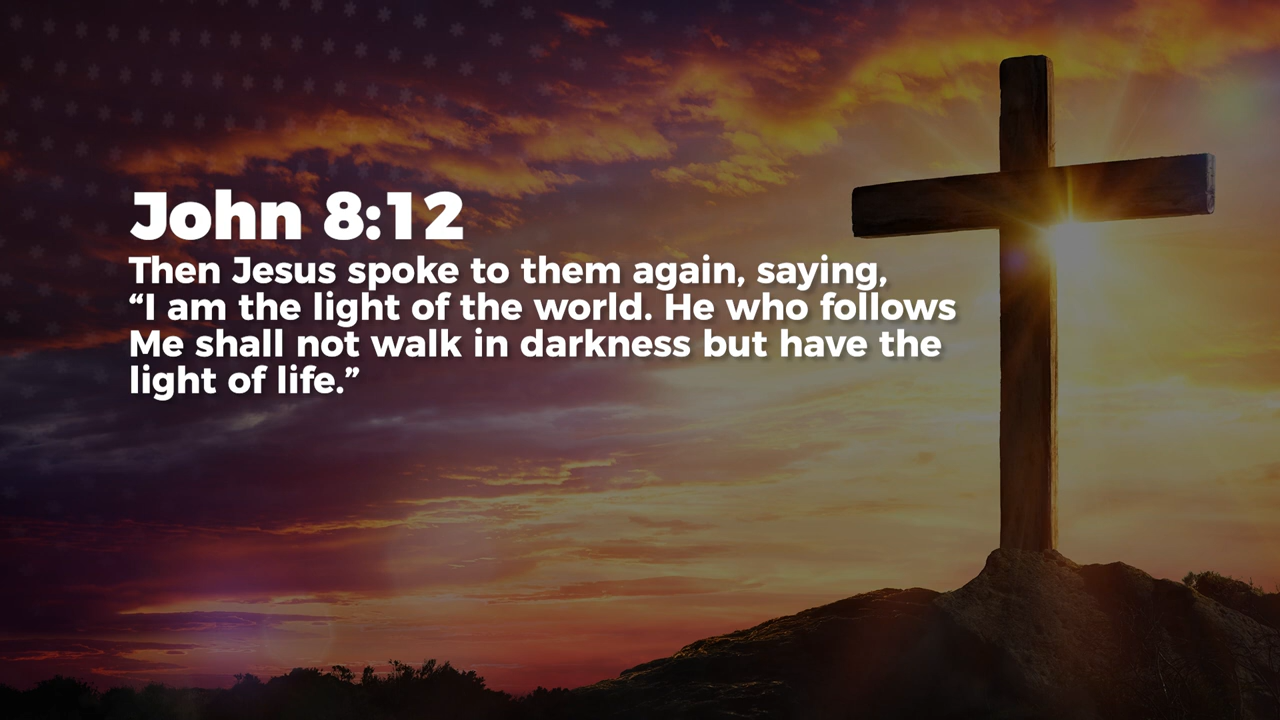 John 8:12
Then Jesus spoke to them again, saying,
“I am the light of the world. He who follows
Me shall not walk in darkness but have the
light of life.”